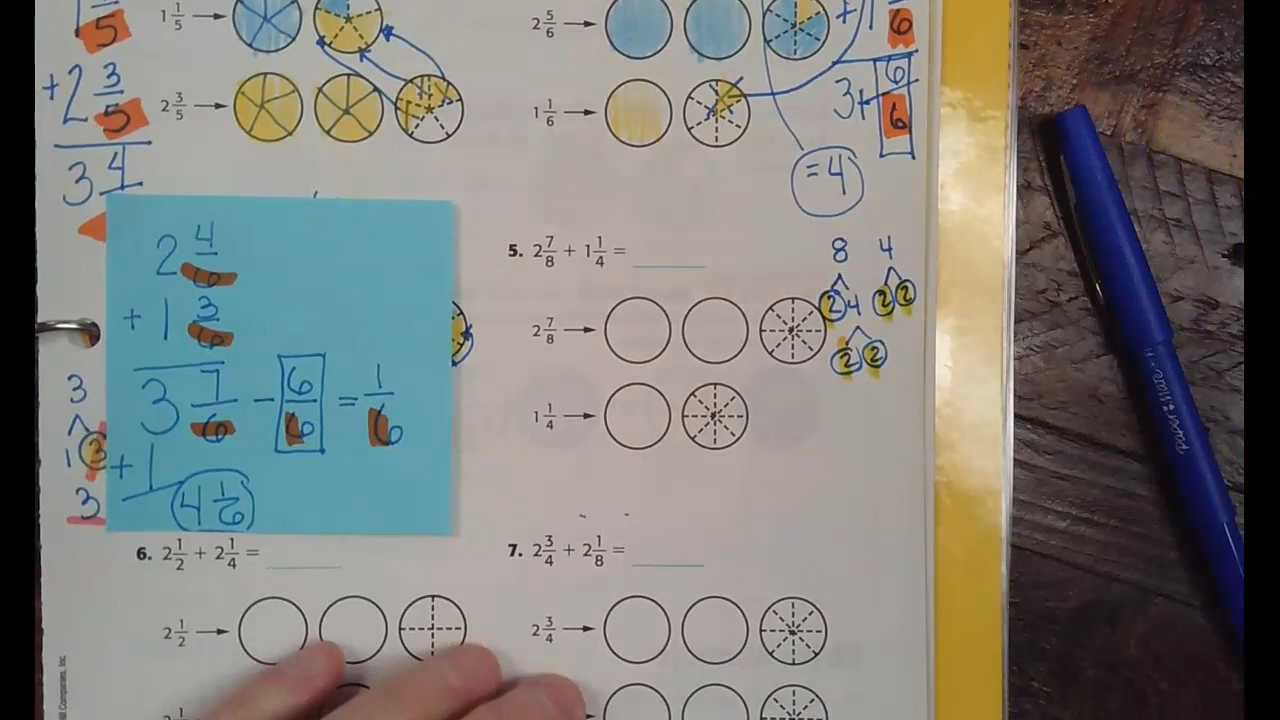 1 1/5
2 5/6
5
+1
6
+2 3/5
2 3/5
1 1/6
3+ 6/6
3 4
= 4
2 4/6
+ 1 3/6
3 7/6 - 6/6 = 1/6
+ 1
4 1/6
3
1 3
3
5. 2 7/8 + 1 1/4 =
8 4
2 4 2 2
2 2
2 7/8
1 1/4
6. 2 1/2 + 2 1/4 =
7. 2 3/4 + 2 1/8 =
2 1/2
2 3/4
Companies, Inc
paper:mate